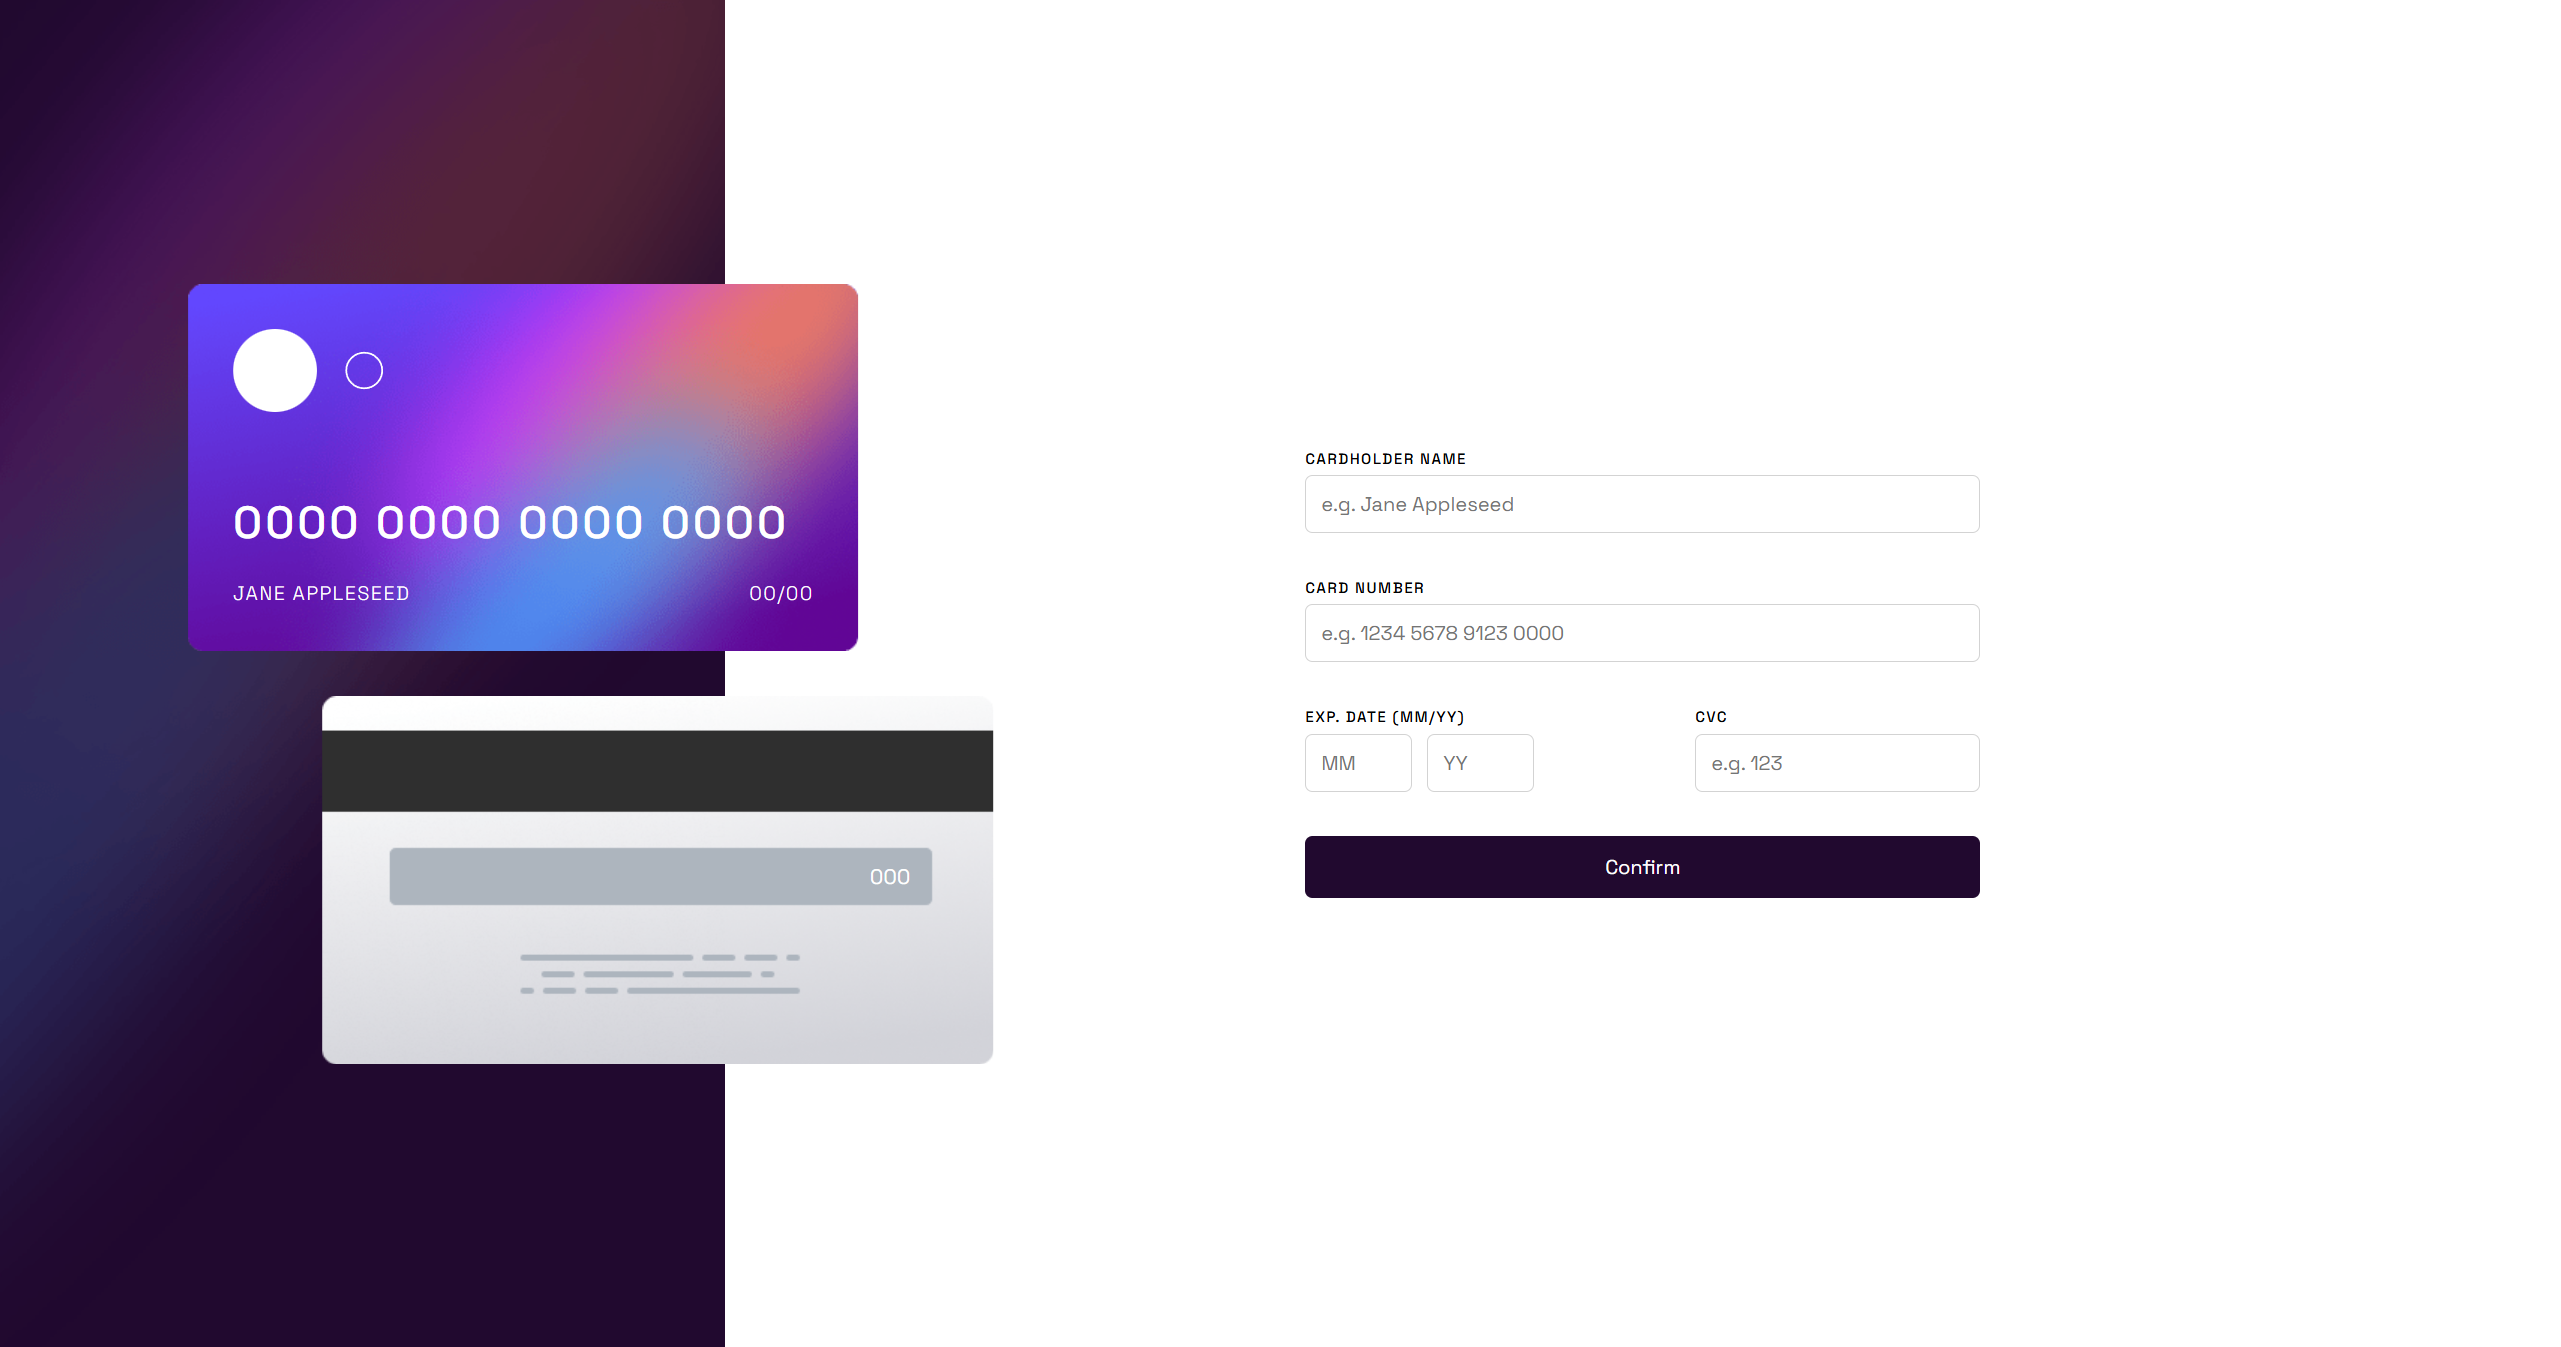 0000 0000 0000 0000
JANE APPLESEED 00/00
000
CARDHOLDER NAME
e.g. Jane Appleseed
CARD NUMBER
e.g. 1234 5678 9123 0000
EXP. DATE (MM/YY) CVC
MM YY e.g. 123
Confirm